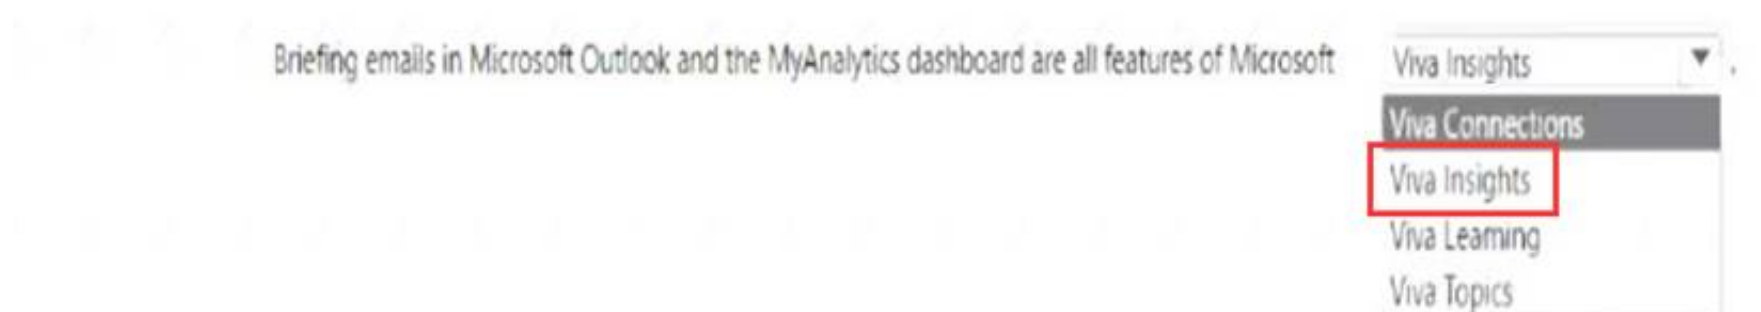 Briefing emails in Microsoft Outlook and the MyAnalytics dashboard are all features of Microsoft Viva Insights .
Viva Connections
Viva Insights
Viva Learning
Viva Topics